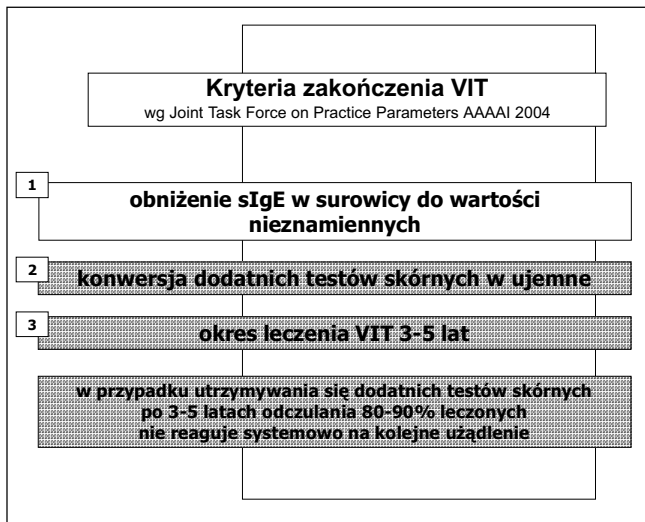 Kryteria zakończenia VIT
wg Joint Task Force on Practice Parameters AAAAI 2004
1
obniżenie sIgE w surowicy do wartości
nieznamiennych
2
konwersja dodatnich testów skórnych w ujemne
3
okres leczenia VIT 3-5 lat
w przypadku utrzymywania się dodatnich testów skórnych
po 3-5 latach odczulania 80-90% leczonych
nie reaguje systemowo na kolejne użądlenie